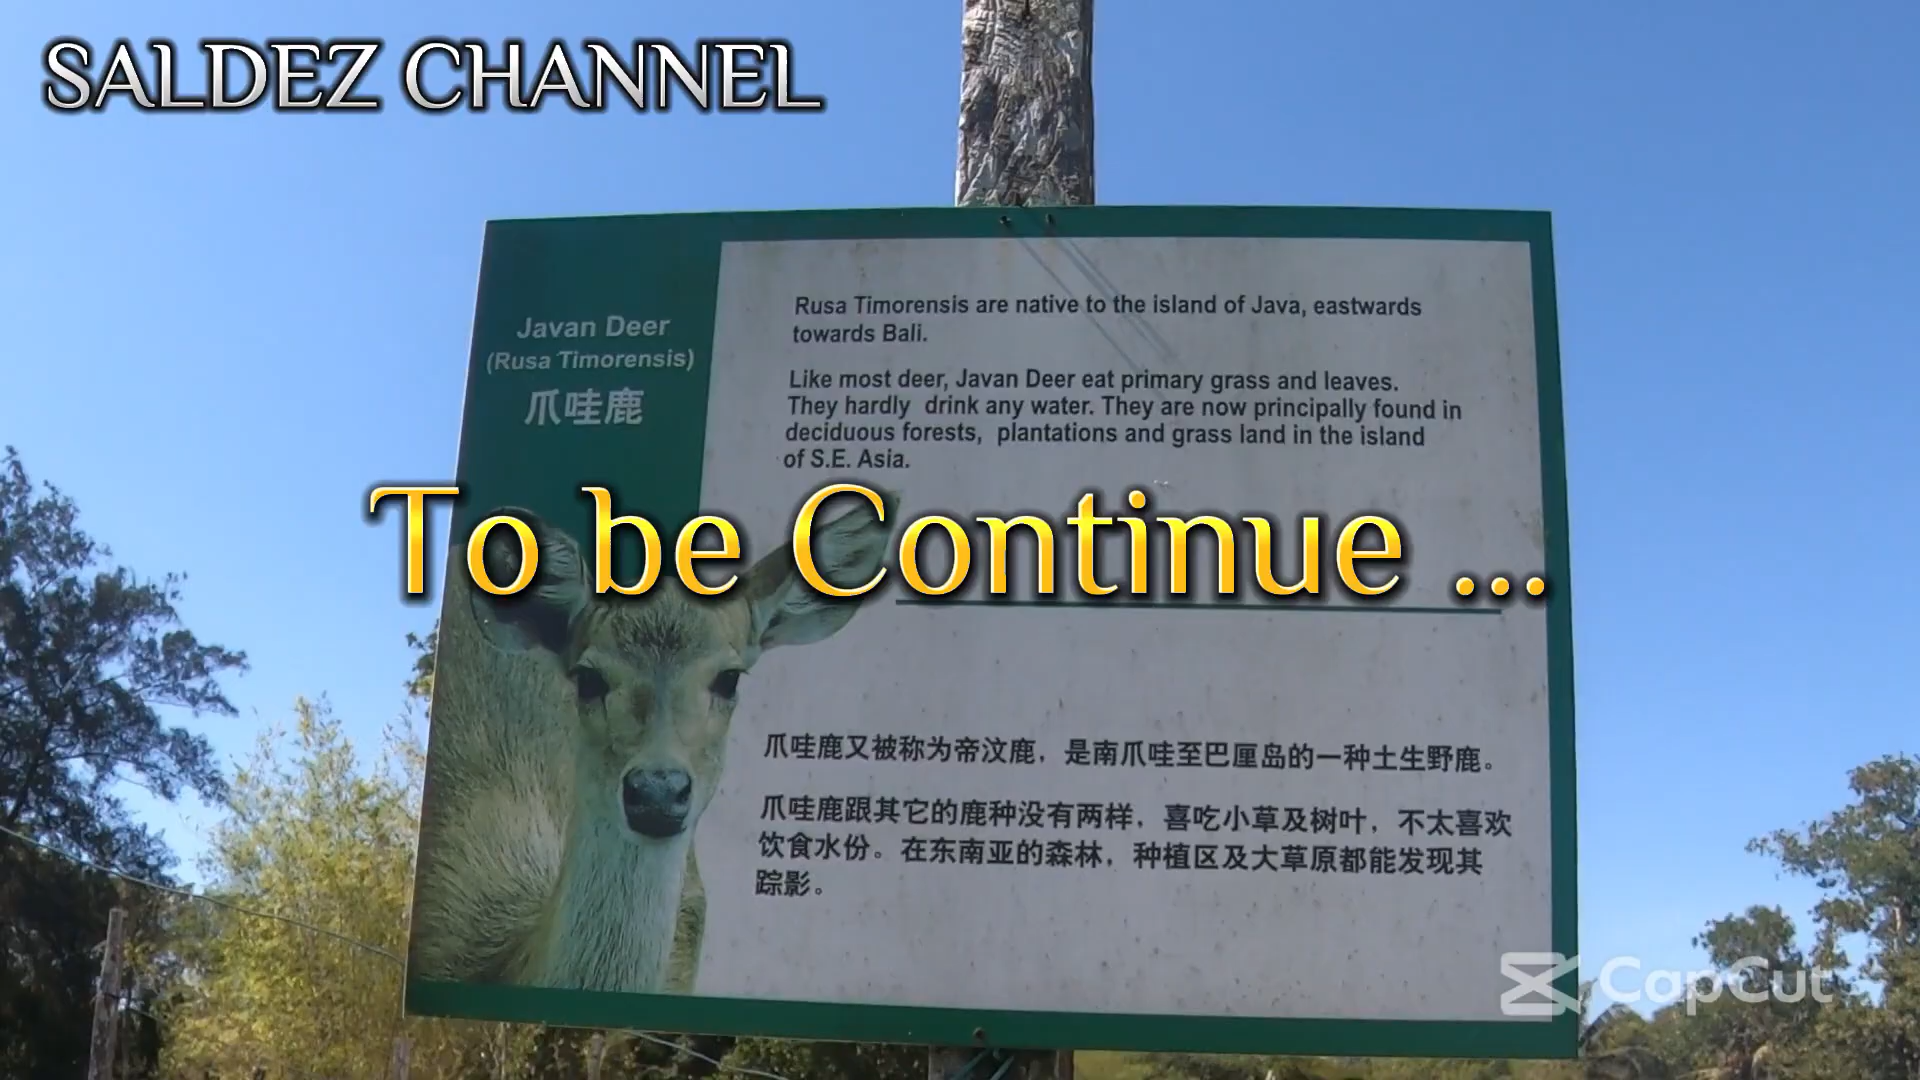 SALDEZ CHANNEL
Javan Deer
(Rusa Timorensis)
爪哇鹿
Rusa Timorensis are native to the island of Java, eastwards
towards Bali.
Like most deer, Javan Deer eat primary grass and leaves.
They hardly drink any water. They are now principally found in
deciduous forests, plantations and grass land in the island
of S.E. Asia.
To be Continue ...
爪哇鹿又被称为帝汶鹿，是南爪哇至巴厘岛的一种土生野鹿。
爪哇鹿跟其它的鹿种没有两样，喜吃小草及树叶，不太喜欢
饮食水份。在东南亚的森林，种植区及大草原都能发现其
踪影。
CapCut